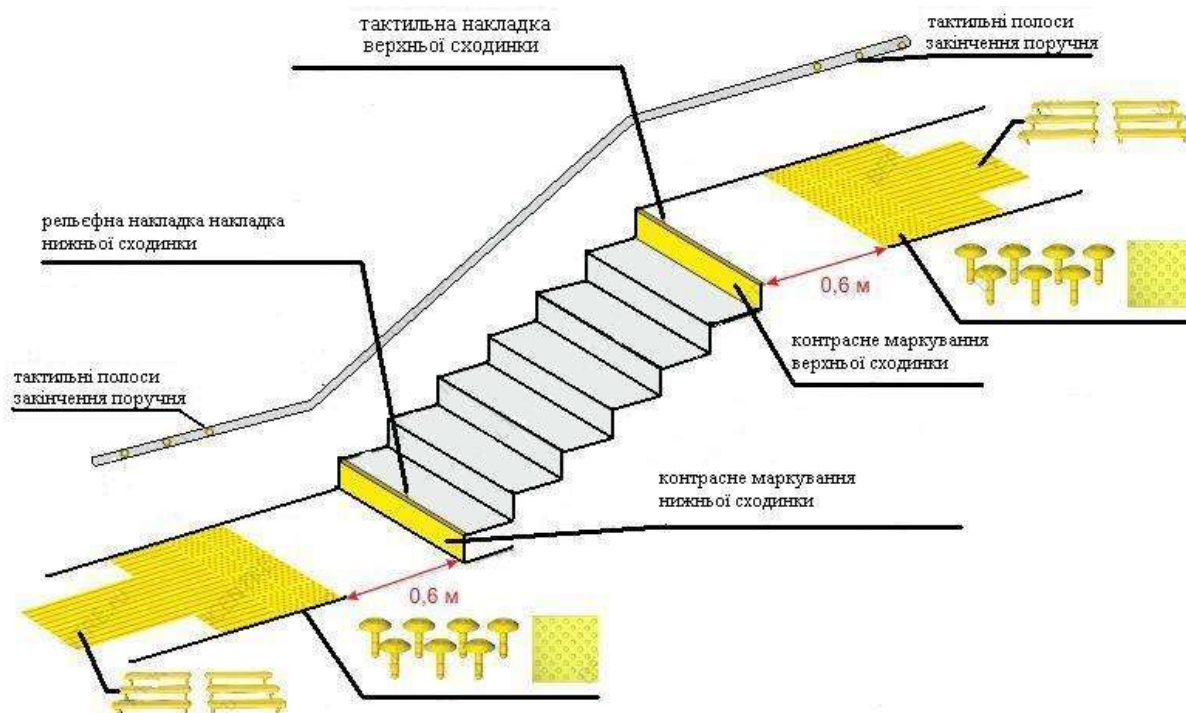 тактильна накладка
верхньої сходинки
тактильні полоси
закінчення поручня
рельєфна накладка накладка
нижньої сходинки
0,6 м
контрасне маркування
верхньої сходинки
тактильні полоси
закінчення поручня
контрасне маркування
нижньої сходинки
0,6 м